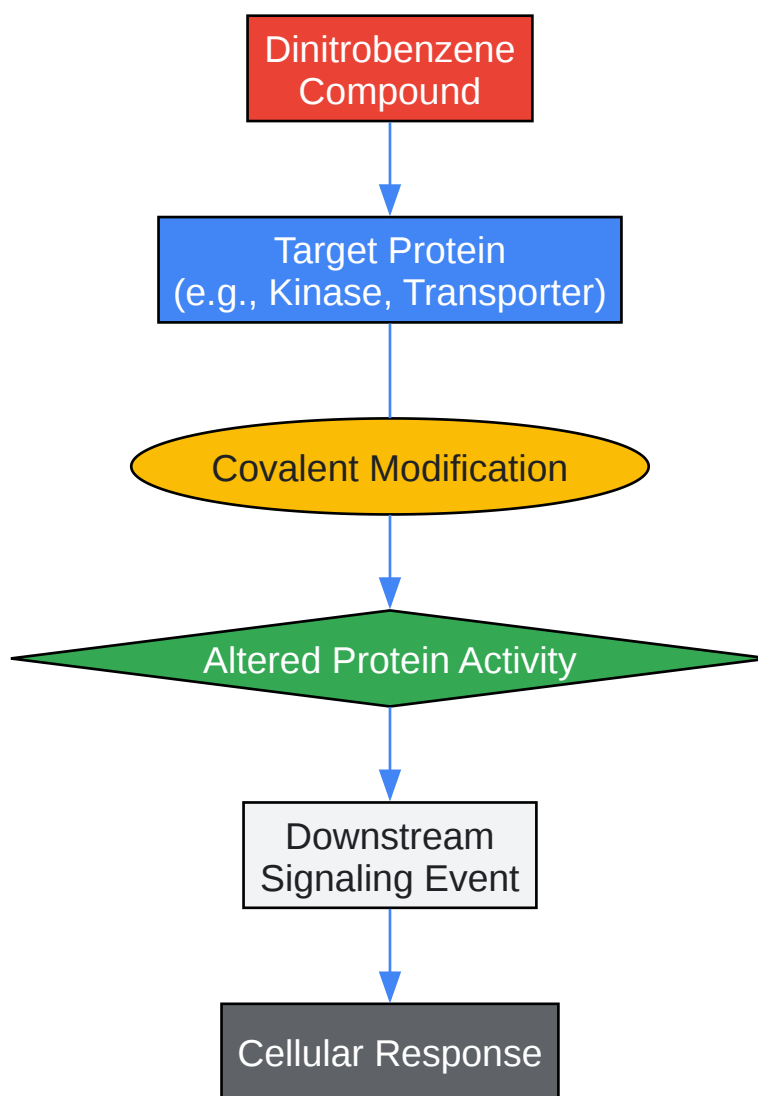 Dinitrobenzene
Compound
Target Protein
(e.g., Kinase, Transporter)
Covalent Modification
Altered Protein Activity
Downstream
Signaling Event
Cellular Response